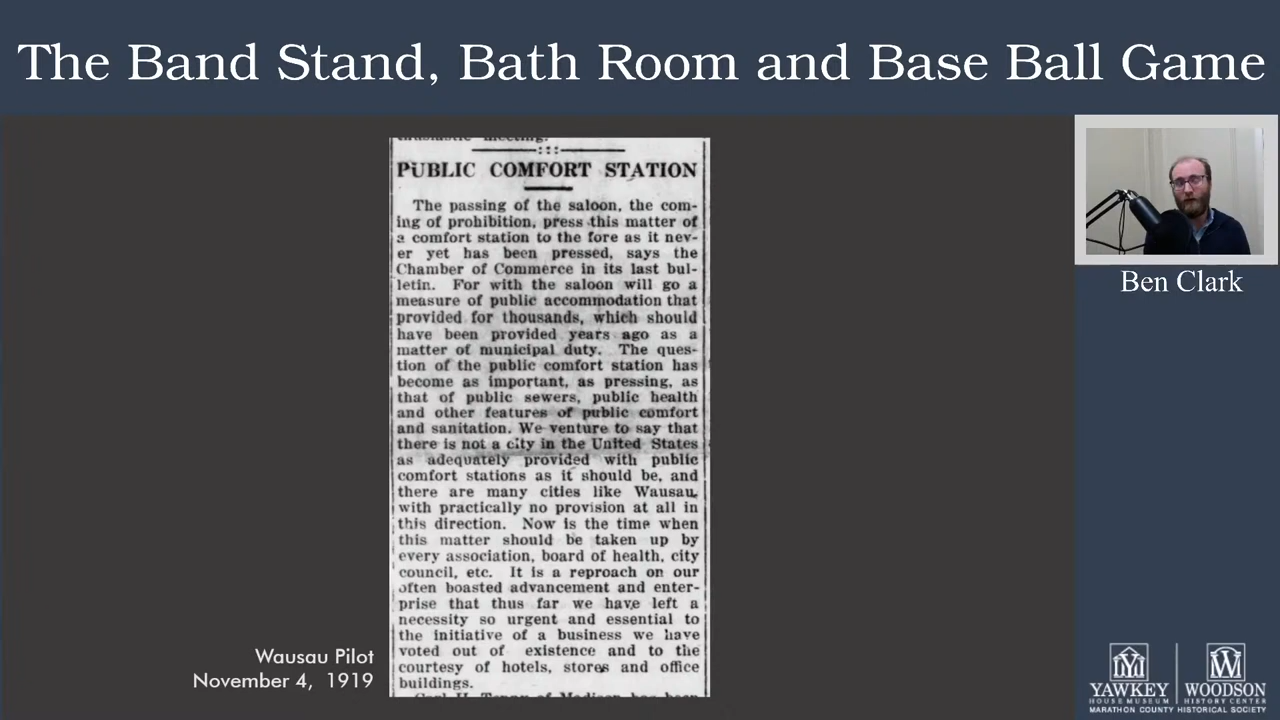 The Band Stand, Bath Room and Base Ball Game
thusiastic meeting.
PUBLIC COMFORT STATION
The passing of the saloon, the com-
ing of prohibition, press this matter of
a comfort station to the fore as it nev-
er yet has been pressed, says the
Chamber of Commerce in its last bul-
letin. For with the saloon will go a
measure of public accommodation that
provided for thousands, which should
have been provided years ago as a
matter of municipal duty. The ques-
tion of the public comfort station has
become as important, as pressing, as
that of public sewers, public health
and other features of public comfort
and sanitation. We venture to say that
there is not a city in the United States
as adequately provided with public
comfort stations as it should be, and
there are many cities like Wausau,
with practically no provision at all in
this direction. Now is the time when
this matter should be taken up by
every association, board of health, city
council, etc. It is a reproach on our
often boasted advancement and enter-
prise that thus far we have left a
necessity so urgent and essential to
the initiative of a business we have
voted out of existence and to the
courtesy of hotels, stores and office
buildings.
Wausau Pilot
November 4, 1919
Ben Clark
YAWKEY
HOUSE MUSEUM
WOODSON
HISTORY CENTER
MARATHON COUNTY HISTORICAL SOCIETY